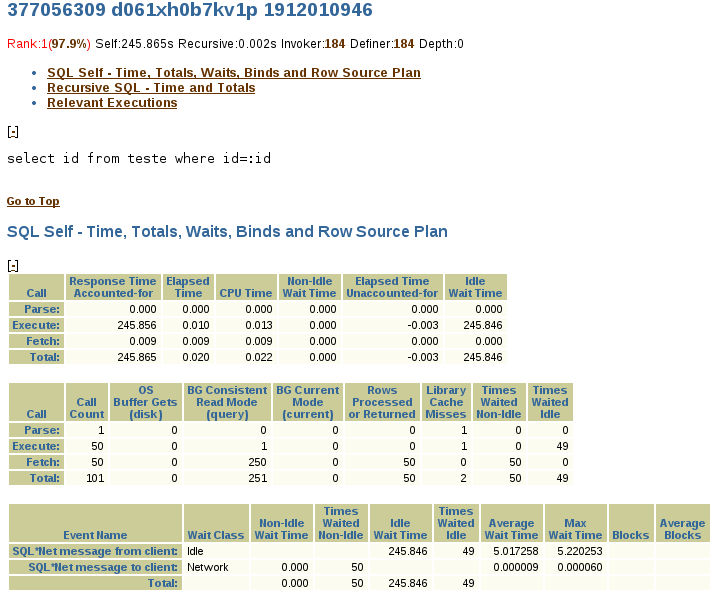 377056309 d061xh0b7kv1p 1912010946
Rank:1(97.9%) Self:245.865s Recursive:0.002s Invoker:184 Definer:184 Depth:0
• SQL Self - Time, Totals, Waits, Binds and Row Source Plan
• Recursive SQL - Time and Totals
• Relevant Executions
[-]
select id from teste where id=:id
Go to Top
SQL Self - Time, Totals, Waits, Binds and Row Source Plan
[-]
Response Time Elapsed Non-Idle Elapsed Time Idle
Call Accounted-for Time CPU Time Wait Time Unaccounted-for Wait Time
Parse: 0.000 0.000 0.000 0.000 0.000 0.000
Execute: 245.856 0.010 0.013 0.000 -0.003 245.846
Fetch: 0.009 0.009 0.009 0.000 0.000 0.000
Total: 245.865 0.020 0.022 0.000 -0.003 245.846
OS BG Consistent BG Current Rows Library Times Times
Call Buffer Gets Read Mode Mode Processed Cache Waited Waited
Call Count (disk) (query) (current) or Returned Misses Non-Idle Idle
Parse: 1 0 0 0 0 1 0 0
Execute: 50 0 1 0 0 1 0 49
Fetch: 50 0 250 0 50 0 50 0
Total: 101 0 251 0 50 2 50 49
Times Times
Non-Idle Waited Idle Waited Average Max Average
Event Name Wait Class Wait Time Non-Idle Wait Time Idle Wait Time Wait Time Blocks Blocks
SQL*Net message from client: Idle 245.846 49 5.017258 5.220253
SQL*Net message to client: Network 0.000 50 0.000009 0.000060
Total: 0.000 50 245.846 49